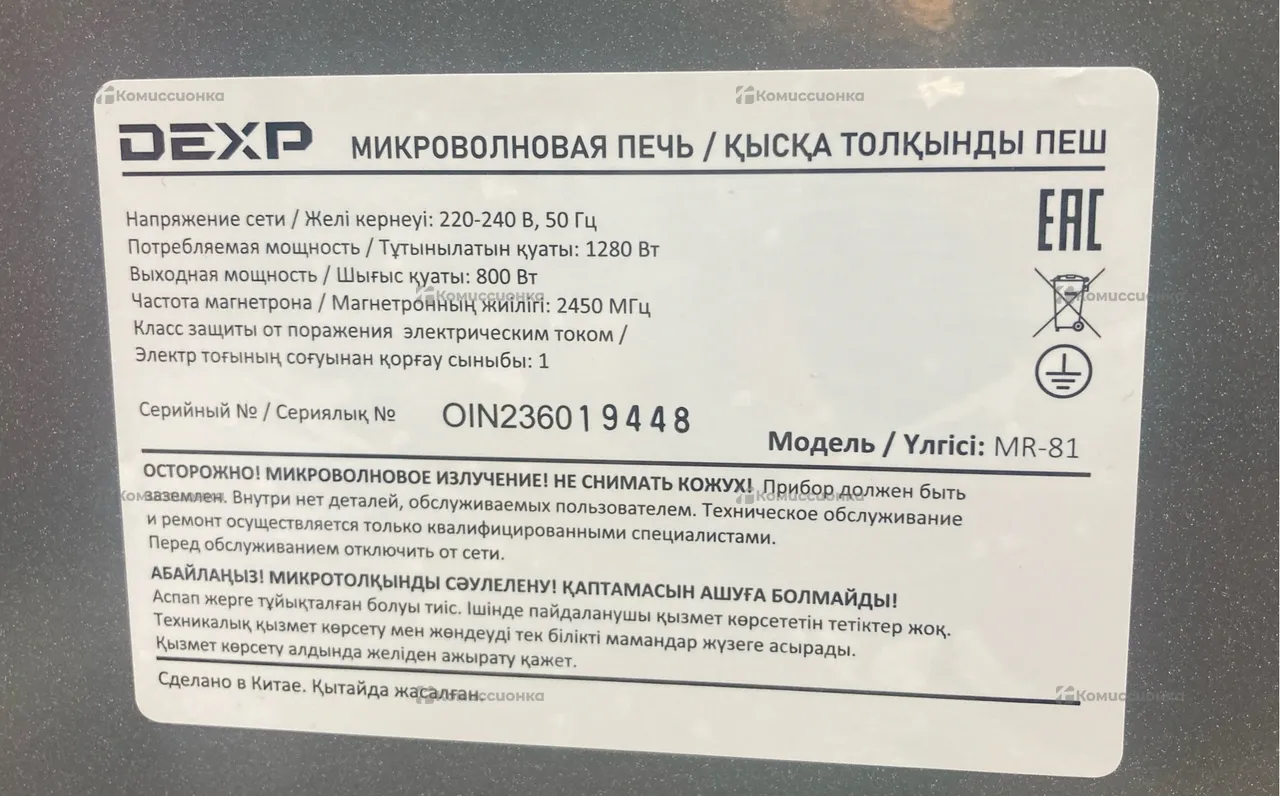 DEXP МИКРОВОЛНОВАЯ ПЕЧЬ / ҚЫСҚА ТОЛҚЫНДЫ ПЕШ
Напряжение сети / Желі кернеуі: 220-240 В, 50 Гц
Потребляемая мощность / Тұтынылатын қуаты: 1280 Вт
Выходная мощность / Шығыс қуаты: 800 Вт
Частота магнетрона / Магнетронның жиілігі: 2450 МГц
Класс защиты от поражения электрическим током /
Электр тоғының соғуынан қорғау сыныбы: 1
EAC
Серийный № / Сериялық № OIN236019448
Модель / Үлгісі: MR-81
ОСТОРОЖНО! МИКРОВОЛНОВОЕ ИЗЛУЧЕНИЕ! НЕ СНИМАТЬ КОЖУХ! Прибор должен быть
заземлен. Внутри нет деталей, обслуживаемых пользователем. Техническое обслуживание
и ремонт осуществляется только квалифицированными специалистами.
Перед обслуживанием отключить от сети.
АБАЙЛАҢЫЗ! МИКРОТОЛҚЫНДЫ СӘУЛЕЛЕНУ! ҚАПТАМАСЫН АШУҒА БОЛМАЙДЫ!
Аспап жерге тұйықталған болуы тиіс. Ішінде пайдаланушы қызмет көрсететін тетіктер жоқ.
Техникалық қызмет көрсету мен жөндеуді тек білікті мамандар жүзеге асырады.
Қызмет көрсету алдында желіден ажырату қажет.
Сделано в Китае. Қытайда жасалған.
Комиссионка
Комиссионка
Комиссионка
Комиссионка
Комиссионка
Комиссионка
Комиссионка
Комиссионка